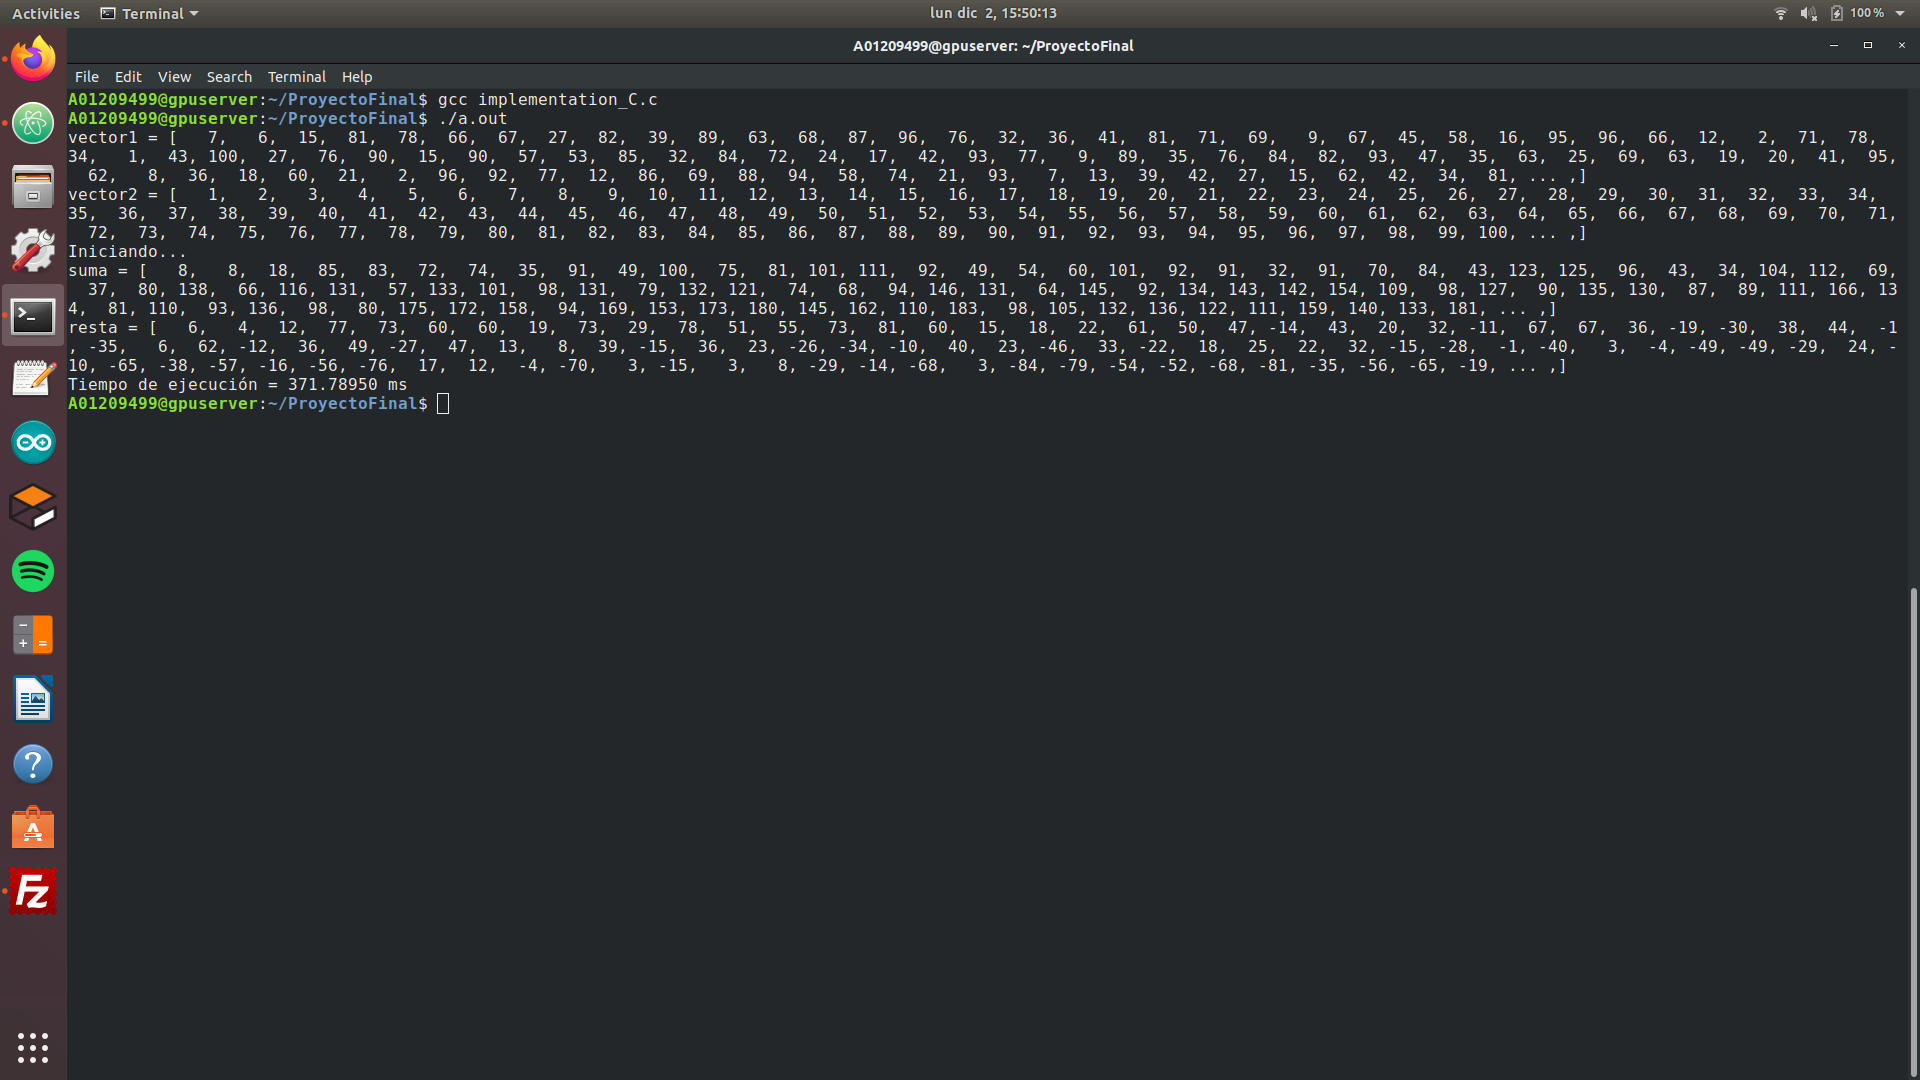 Activities
Terminal
lun dic 2, 15:50:13
100 %
A01209499@gpuserver: ~/ProyectoFinal
File Edit View Search Terminal Help
A01209499@gpuserver:~/ProyectoFinal$ gcc implementation_C.c
A01209499@gpuserver:~/ProyectoFinal$ ./a.out
vector1 = [   7,   6,  15,  81,  78,  66,  67,  27,  82,  39,  89,  63,  68,  87,  96,  76,  32,  36,  41,  81,  71,  69,   9,  67,  45,  58,  16,  95,  96,  66,  12,   2,  71,  78,
34,   1,  43, 100,  27,  76,  90,  15,  90,  57,  53,  85,  32,  84,  72,  24,  17,  42,  93,  77,   9,  89,  35,  76,  84,  82,  93,  47,  35,  63,  25,  69,  63,  19,  20,  41,  95,
  62,   8,  36,  18,  60,  21,   2,  96,  92,  77,  12,  86,  69,  88,  94,  58,  74,  21,  93,   7,  13,  39,  42,  27,  15,  62,  42,  34,  81, ... ,]
vector2 = [   1,   2,   3,   4,   5,   6,   7,   8,   9,  10,  11,  12,  13,  14,  15,  16,  17,  18,  19,  20,  21,  22,  23,  24,  25,  26,  27,  28,  29,  30,  31,  32,  33,  34,
35,  36,  37,  38,  39,  40,  41,  42,  43,  44,  45,  46,  47,  48,  49,  50,  51,  52,  53,  54,  55,  56,  57,  58,  59,  60,  61,  62,  63,  64,  65,  66,  67,  68,  69,  70,  71,
  72,  73,  74,  75,  76,  77,  78,  79,  80,  81,  82,  83,  84,  85,  86,  87,  88,  89,  90,  91,  92,  93,  94,  95,  96,  97,  98,  99, 100, ... ,]
Iniciando...
suma = [   8,   8,  18,  85,  83,  72,  74,  35,  91,  49, 100,  75,  81, 101, 111,  92,  49,  54,  60, 101,  92,  91,  32,  91,  70,  84,  43, 123, 125,  96,  43,  34, 104, 112,  69,
  37,  80, 138,  66, 116, 131,  57, 133, 101,  98, 131,  79, 132, 121,  74,  68,  94, 146, 131,  64, 145,  92, 134, 143, 142, 154, 109,  98, 127,  90, 135, 130,  87,  89, 111, 166, 13
4,  81, 110,  93, 136,  98,  80, 175, 172, 158,  94, 169, 153, 173, 180, 145, 162, 110, 183,  98, 105, 132, 136, 122, 111, 159, 140, 133, 181, ... ,]
resta = [   6,   4,  12,  77,  73,  60,  60,  19,  73,  29,  78,  51,  55,  73,  81,  60,  15,  18,  22,  61,  50,  47, -14,  43,  20,  32, -11,  67,  67,  36, -19, -30,  38,  44,  -1
, -35,   6,  62, -12,  36,  49, -27,  47,  13,   8,  39, -15,  36,  23, -26, -34, -10,  40,  23, -46,  33, -22,  18,  25,  22,  32, -15, -28,  -1, -40,   3,  -4, -49, -49, -29,  24, -
10, -65, -38, -57, -16, -56, -76,  17,  12,  -4, -70,   3, -15,   3,   8, -29, -14, -68,   3, -84, -79, -54, -52, -68, -81, -35, -56, -65, -19, ... ,]
Tiempo de ejecución = 371.78950 ms
A01209499@gpuserver:~/ProyectoFinal$